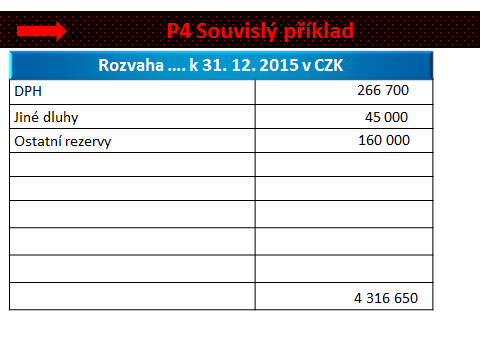 P4 Souvislý příklad
Rozvaha .... k 31. 12. 2015 v CZK
DPH 266 700
Jiné dluhy 45 000
Ostatní rezervy 160 000
4 316 650